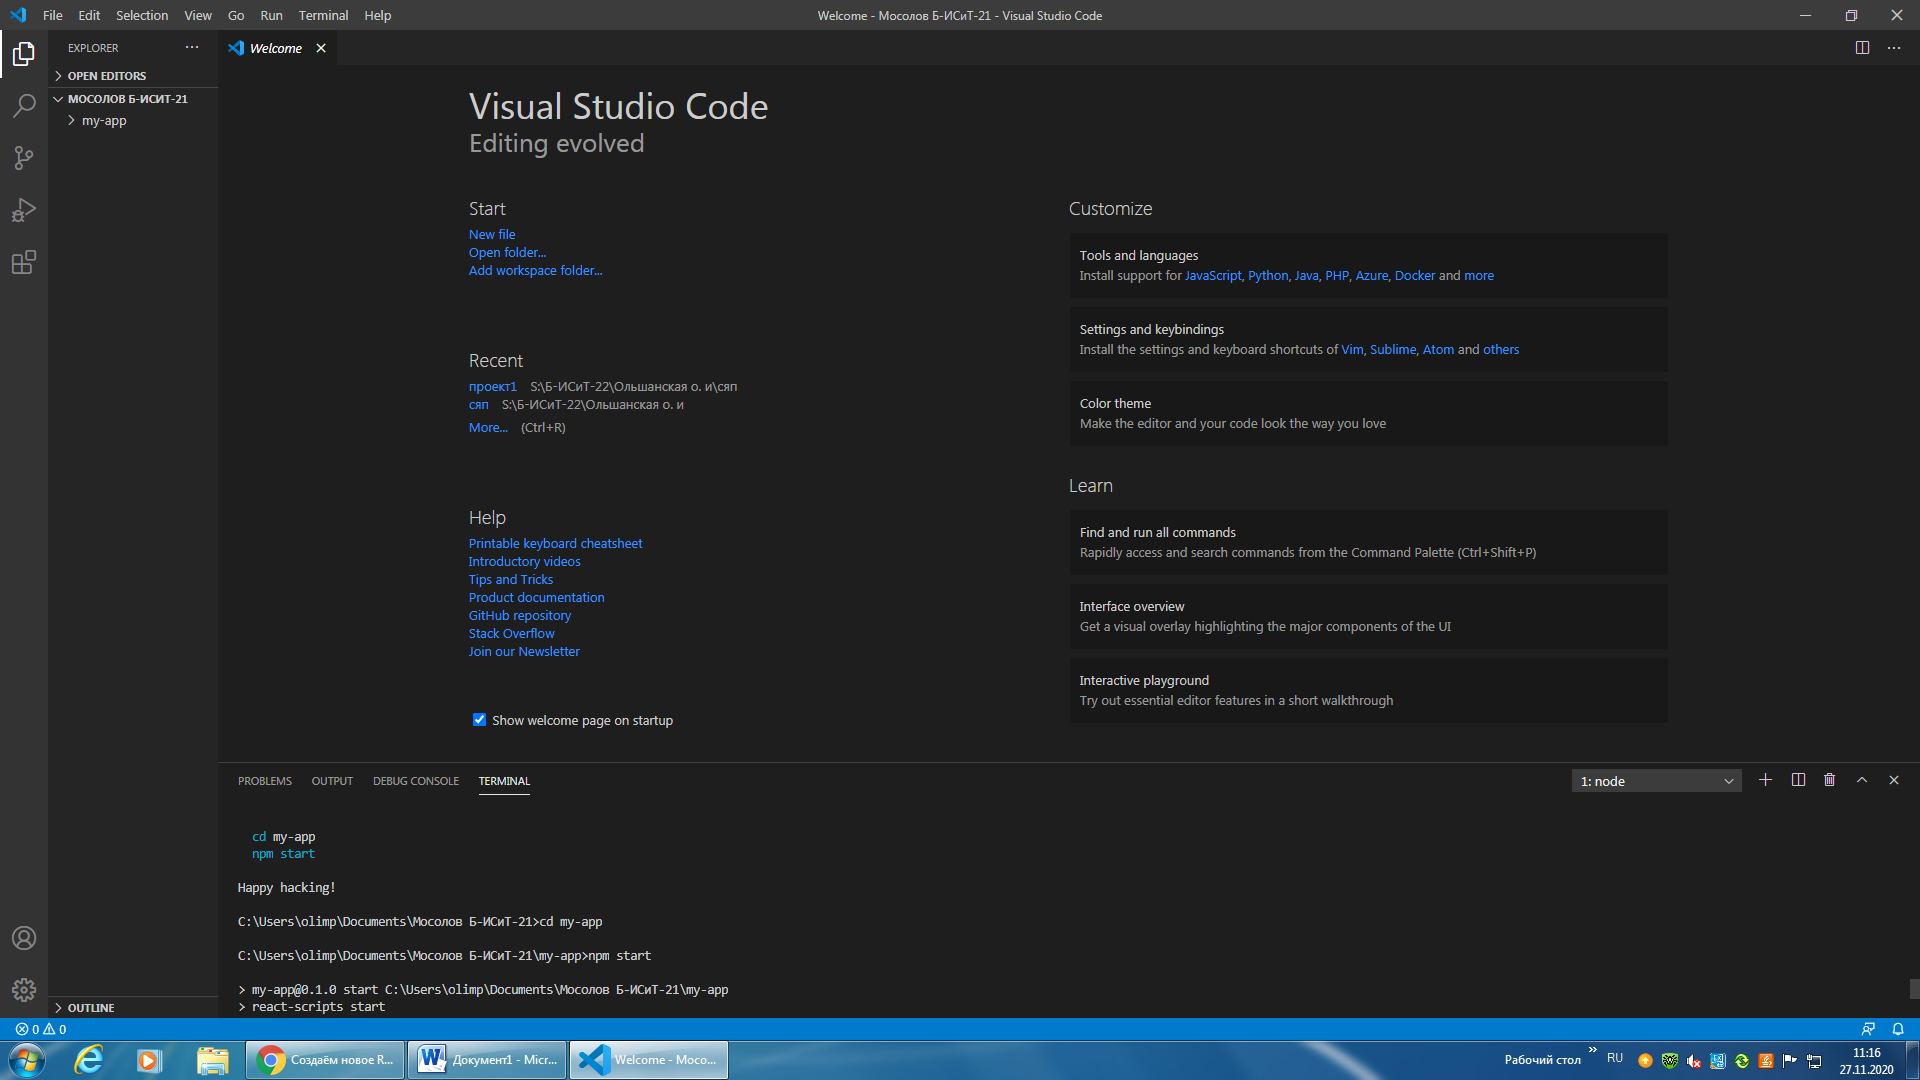 File Edit Selection View Go Run Terminal Help
Welcome - Мосолов Б-ИСиТ-21 - Visual Studio Code
EXPLORER
OPEN EDITORS
МОСОЛОВ Б-ИСИТ-21
my-app
OUTLINE
Welcome
Visual Studio Code
Editing evolved
Start
New file
Open folder...
Add workspace folder...
Recent
проект1 S:\Б-ИСиТ-22\Ольшанская о. и\сяп
сяп S:\Б-ИСиТ-22\Ольшанская о. и
More... (Ctrl+R)
Help
Printable keyboard cheatsheet
Introductory videos
Tips and Tricks
Product documentation
GitHub repository
Stack Overflow
Join our Newsletter
Show welcome page on startup
Customize
Tools and languages
Install support for JavaScript, Python, Java, PHP, Azure, Docker and more
Settings and keybindings
Install the settings and keyboard shortcuts of Vim, Sublime, Atom and others
Color theme
Make the editor and your code look the way you love
Learn
Find and run all commands
Rapidly access and search commands from the Command Palette (Ctrl+Shift+P)
Interface overview
Get a visual overlay highlighting the major components of the UI
Interactive playground
Try out essential editor features in a short walkthrough
PROBLEMS OUTPUT DEBUG CONSOLE TERMINAL
1: node
cd my-app
npm start
Happy hacking!
C:\Users\olimp\Documents\Мосолов Б-ИСиТ-21>cd my-app
C:\Users\olimp\Documents\Мосолов Б-ИСиТ-21\my-app>npm start
> my-app@0.1.0 start C:\Users\olimp\Documents\Мосолов Б-ИСиТ-21\my-app
> react-scripts start
0 0
Создаём новое R... Документ1 - Micr... Welcome - Мосо...
Рабочий стол » RU
11:16
27.11.2020